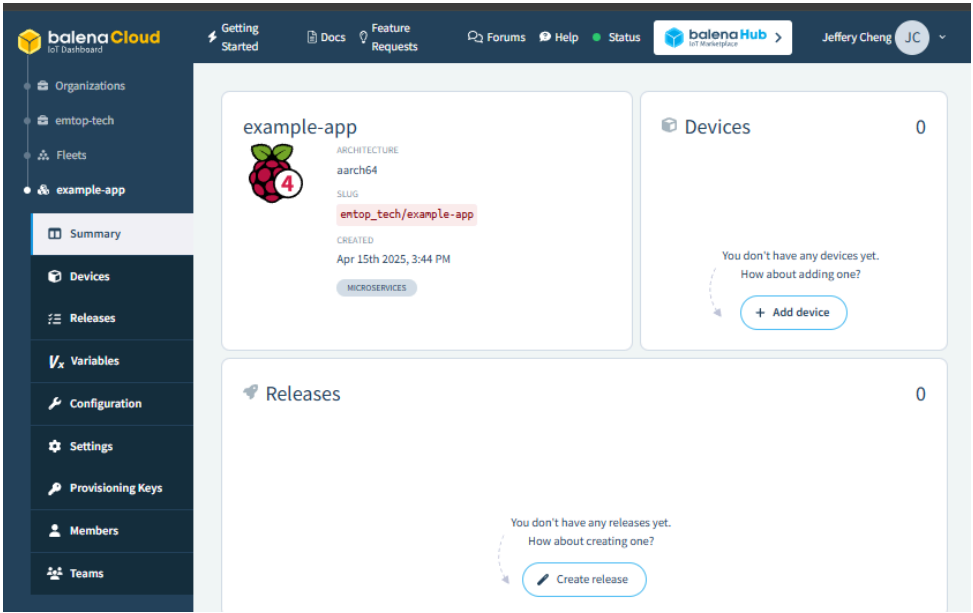 balenaCloud
IoT Dashboard
Getting Started
Docs
Feature Requests
Forums
Help
Status
balenaHub
IoT Marketplace
Jeffery Cheng
JC
Organizations
emtop-tech
Fleets
example-app
Summary
Devices
Releases
Vx Variables
Configuration
Settings
Provisioning Keys
Members
Teams
example-app
4
ARCHITECTURE
aarch64
SLUG
emtop_tech/example-app
CREATED
Apr 15th 2025, 3:44 PM
MICROSERVICES
Devices
0
You don't have any devices yet.
How about adding one?
+ Add device
Releases
0
You don't have any releases yet.
How about creating one?
Create release